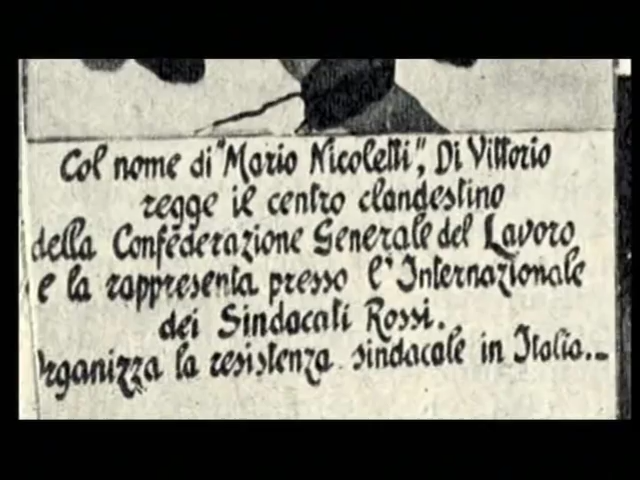 Col nome di "Mario Nicoletti", Di Vittorio
regge il centro clandestino
della Confederazione Generale del Lavoro
e la rappresenta presso l'Internazionale
dei Sindacati Rossi.
Organizza la resistenza sindacale in Italia...